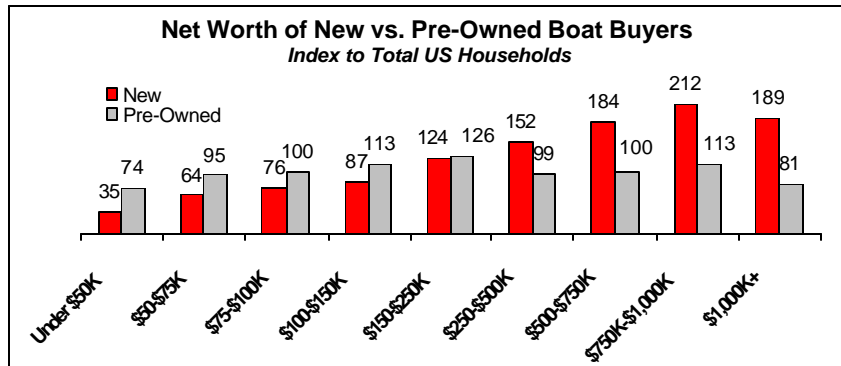 Net Worth of New vs. Pre-Owned Boat Buyers
Index to Total US Households
New
Pre-Owned
35 74 64 95 76 100 87 113 124 126 152 99 184 100 212 113 189 81
Under $50K
$50-$75K
$75-$100K
$100-$150K
$150-$250K
$250-$500K
$500-$750K
$750K-$1,000K
$1,000K+